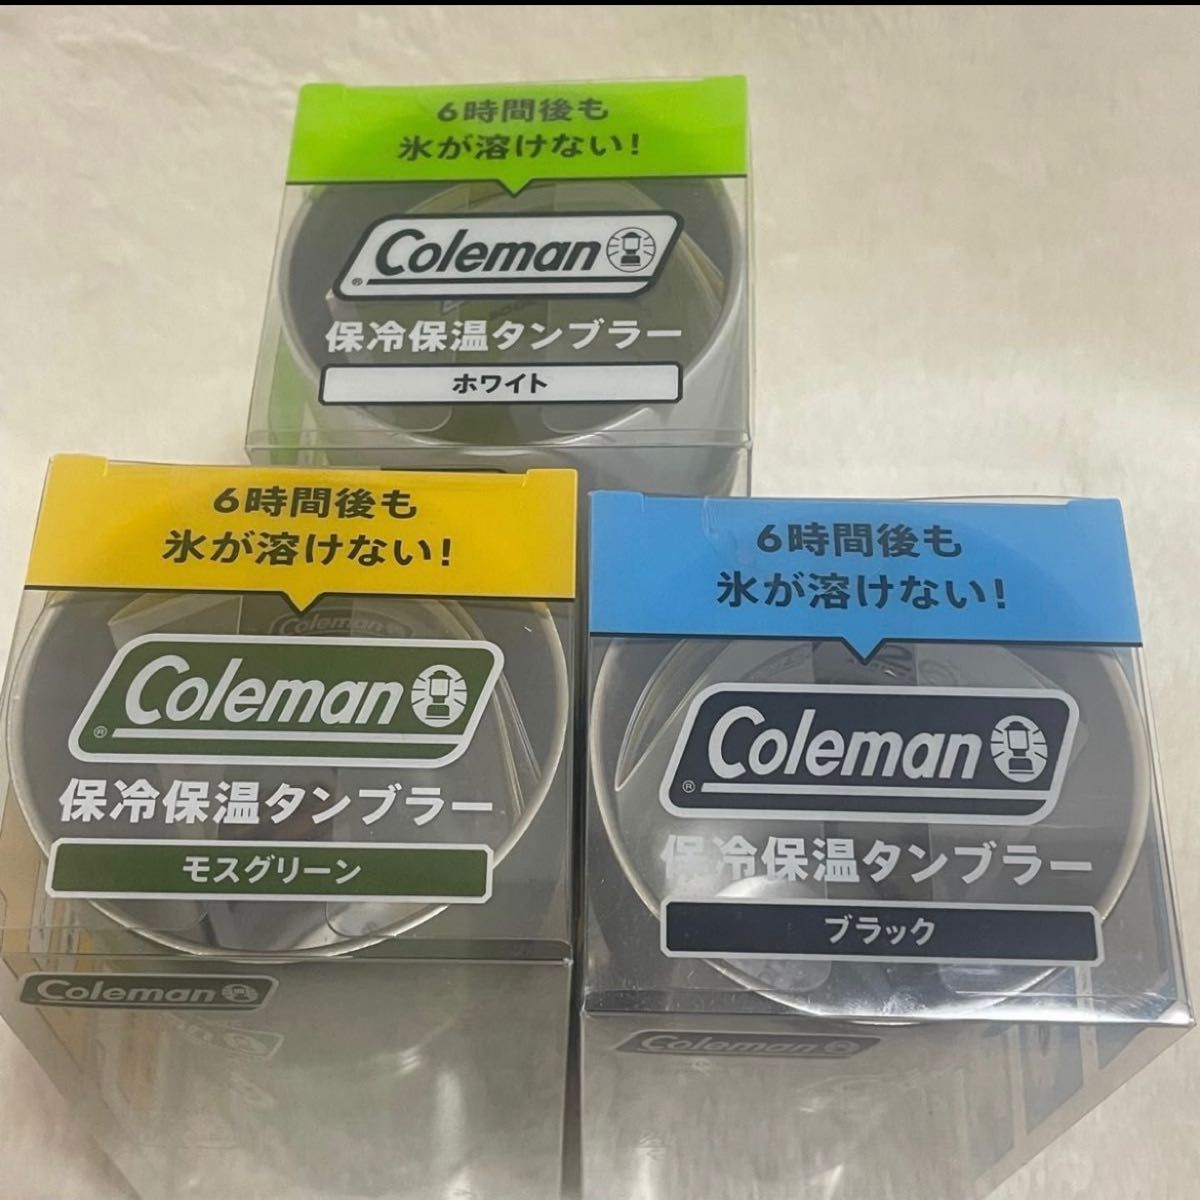 6時間後も
氷が溶けない!
Coleman
®
保冷保温タンブラー
ホワイト
6時間後も
氷が溶けない!
Coleman
®
保冷保温タンブラー
モスグリーン
Coleman
6時間後も
氷が溶けない!
Coleman
®
保冷保温タンブラー
ブラック
Coleman